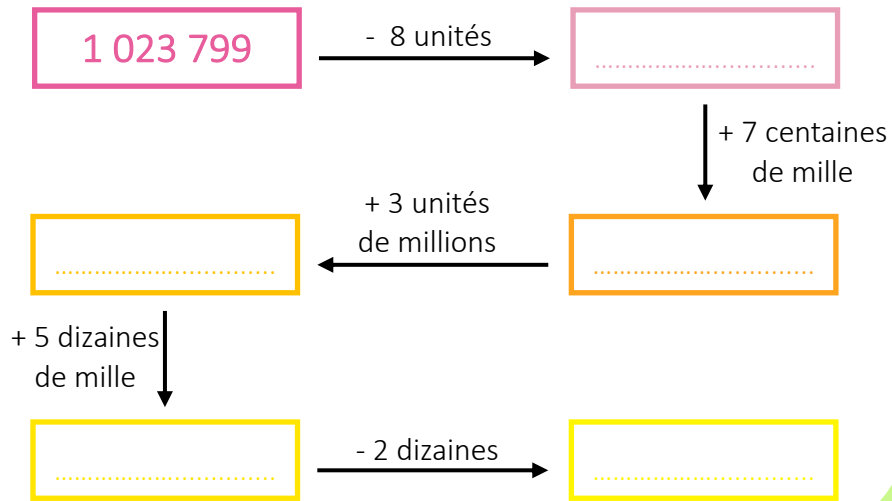 1 023 799
- 8 unités
..............................
+ 7 centaines
de mille
..............................
+ 3 unités
de millions
..............................
+ 5 dizaines
de mille
..............................
- 2 dizaines
..............................